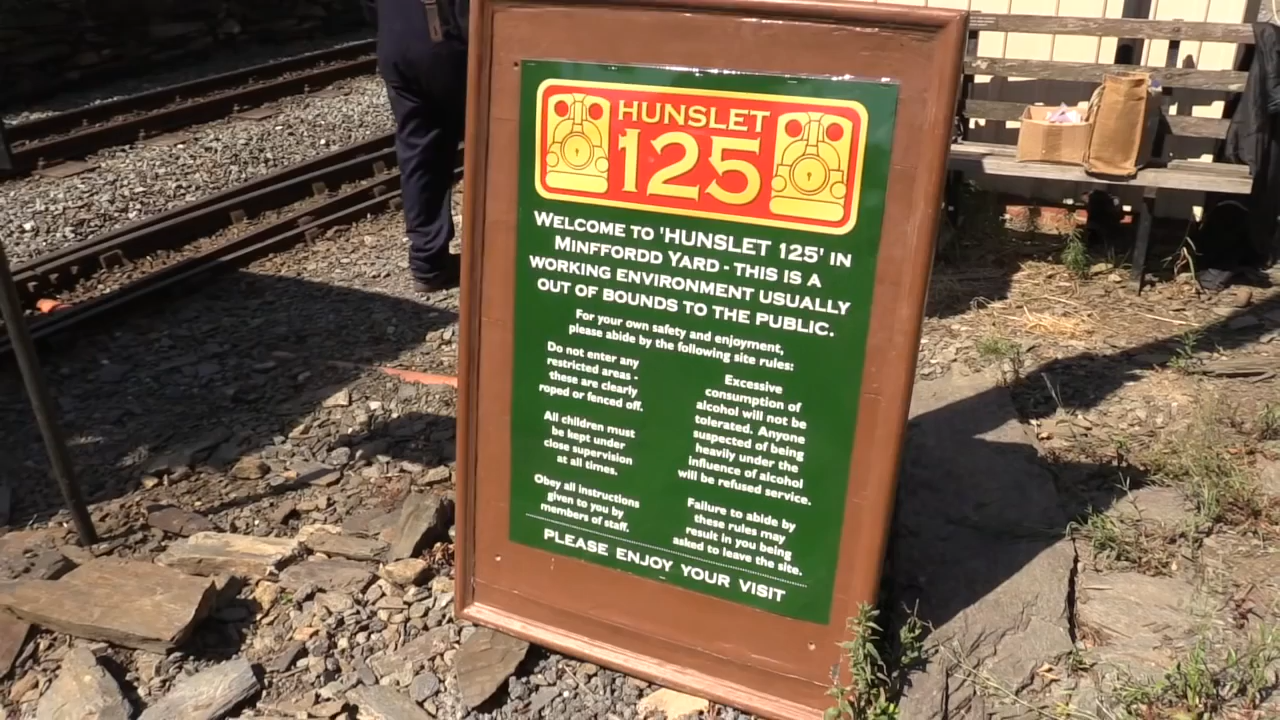 HUNSLET
125
WELCOME TO 'HUNSLET 125' IN
MINFFORDD YARD - THIS IS A
WORKING ENVIRONMENT USUALLY
OUT OF BOUNDS TO THE PUBLIC.
For your own safety and enjoyment,
please abide by the following site rules:
Do not enter any
restricted areas -
these are clearly
roped or fenced off.
All children must
be kept under
close supervision
at all times.
Obey all instructions
given to you by
members of staff.
Excessive
consumption of
alcohol will not be
tolerated. Anyone
suspected of being
heavily under the
influence of alcohol
will be refused service.
Failure to abide by
these rules may
result in you being
asked to leave the site.
PLEASE ENJOY YOUR VISIT